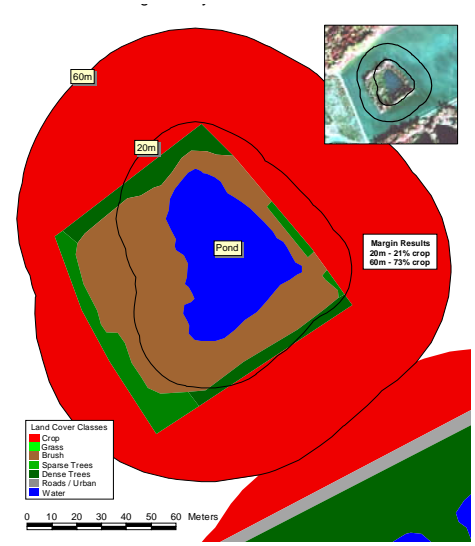 60m
20m
Pond
Margin Results
20m - 21% crop
60m - 73% crop
Land Cover Classes
Crop
Grass
Brush
Sparse Trees
Dense Trees
Roads / Urban
Water
0 10 20 30 40 50 60 Meters